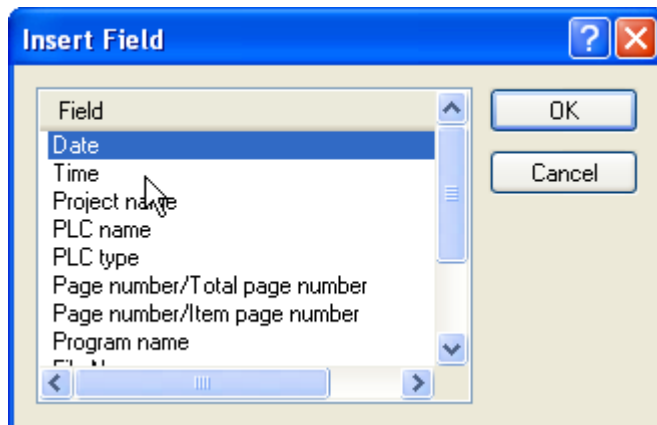 Insert Field
Field
OK
Date
Time
Cancel
Project name
PLC name
PLC type
Page number/Total page number
Page number/Item page number
Program name